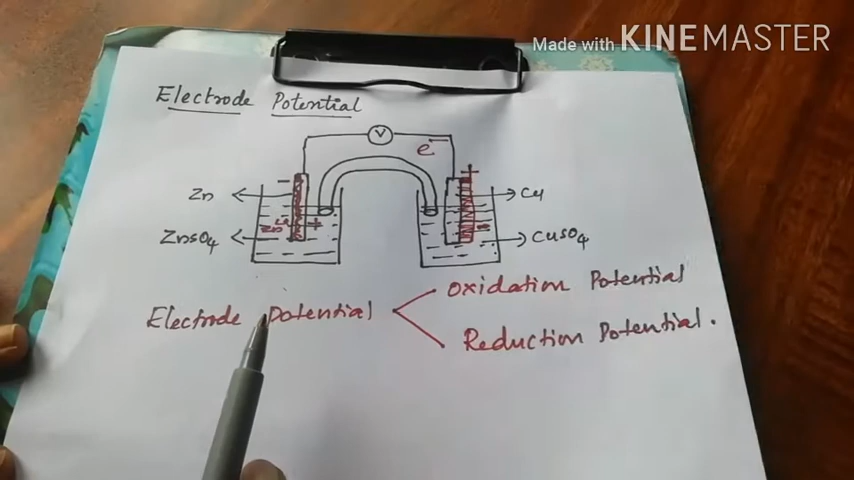 Made with KINEMASTER
Electrode Potential
V
e
Zn
Cu
ZnSO4
CuSO4
Electrode Potential
Oxidation Potential
Reduction Potential.